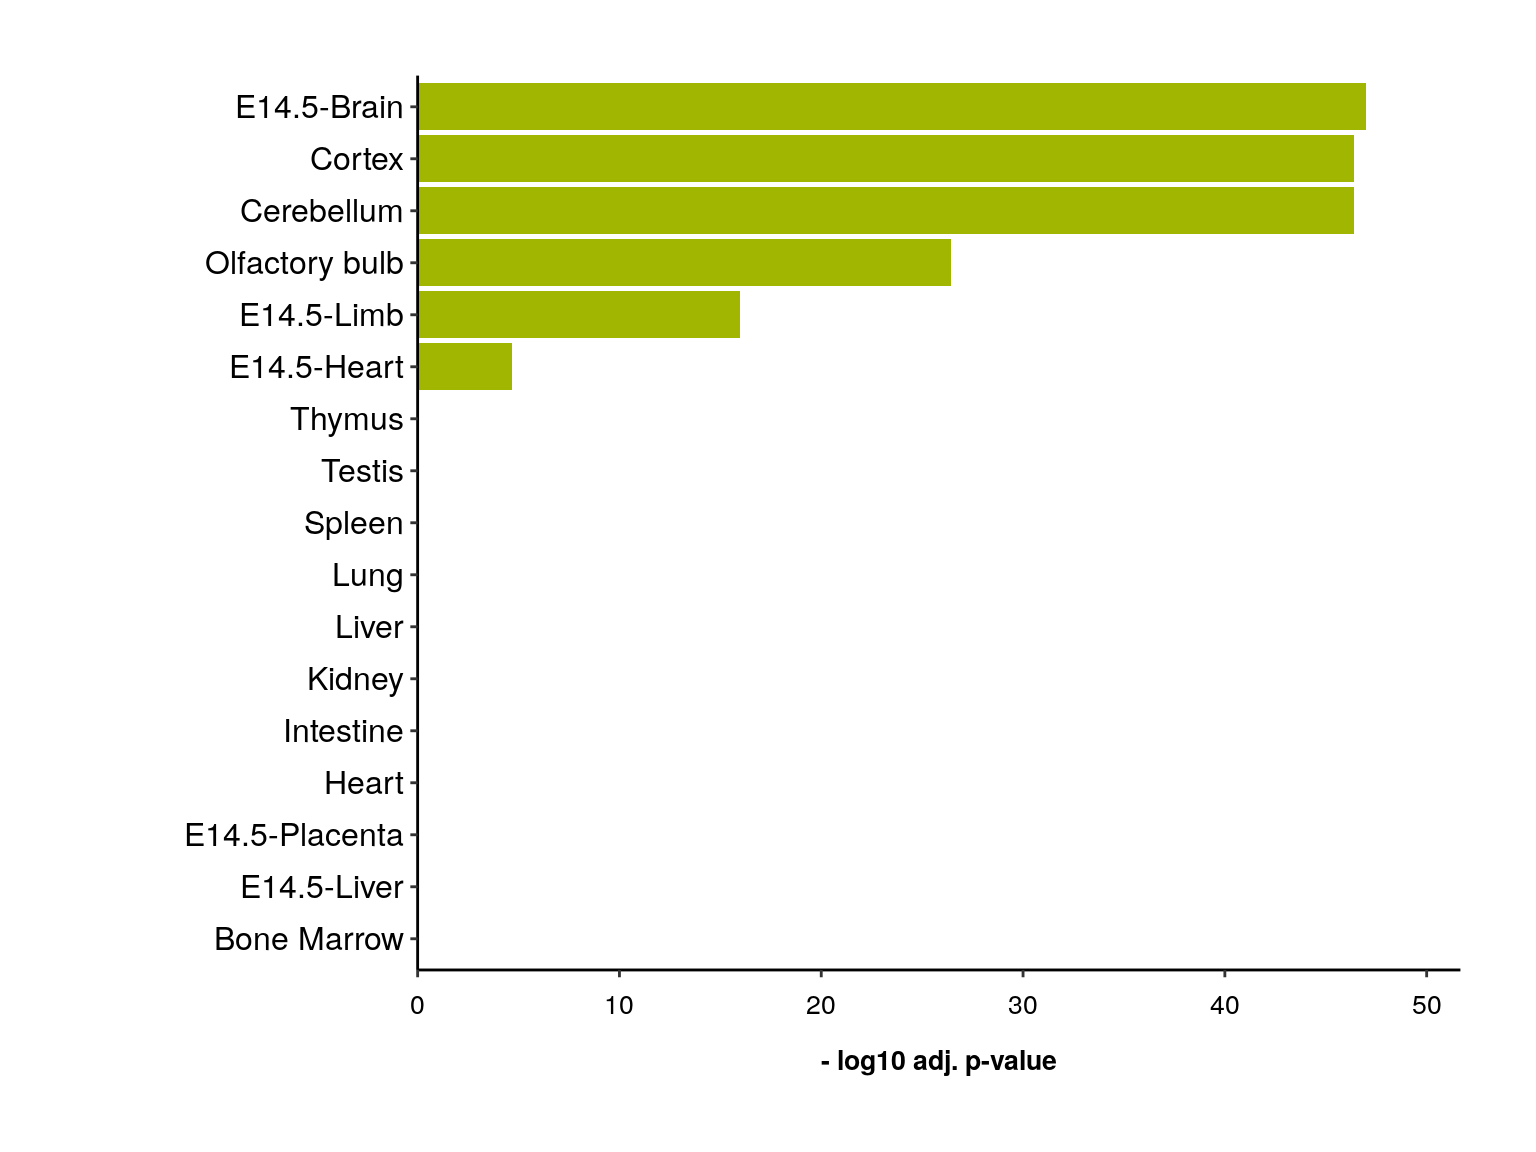 E14.5-Brain
Cortex
Cerebellum
Olfactory bulb
E14.5-Limb
E14.5-Heart
Thymus
Testis
Spleen
Lung
Liver
Kidney
Intestine
Heart
E14.5-Placenta
E14.5-Liver
Bone Marrow
0 10 20 30 40 50
- log10 adj. p-value